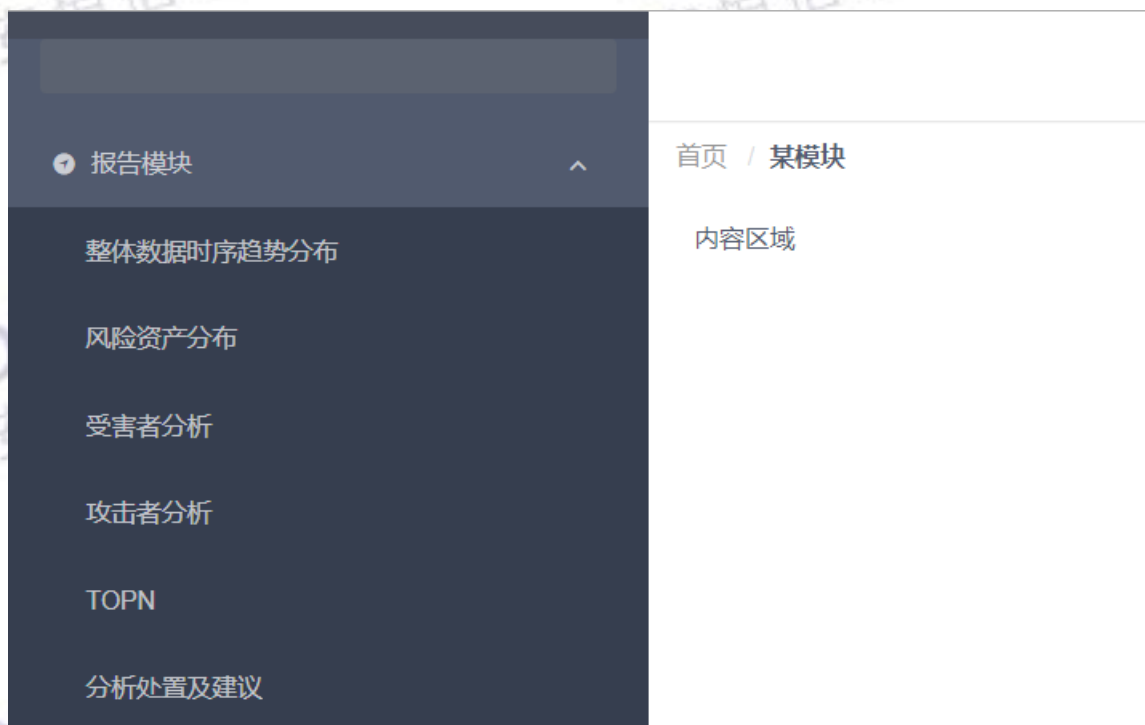 报告模块
整体数据时序趋势分布
风险资产分布
受害者分析
攻击者分析
TOPN
分析处置及建议
首页 / 某模块
内容区域